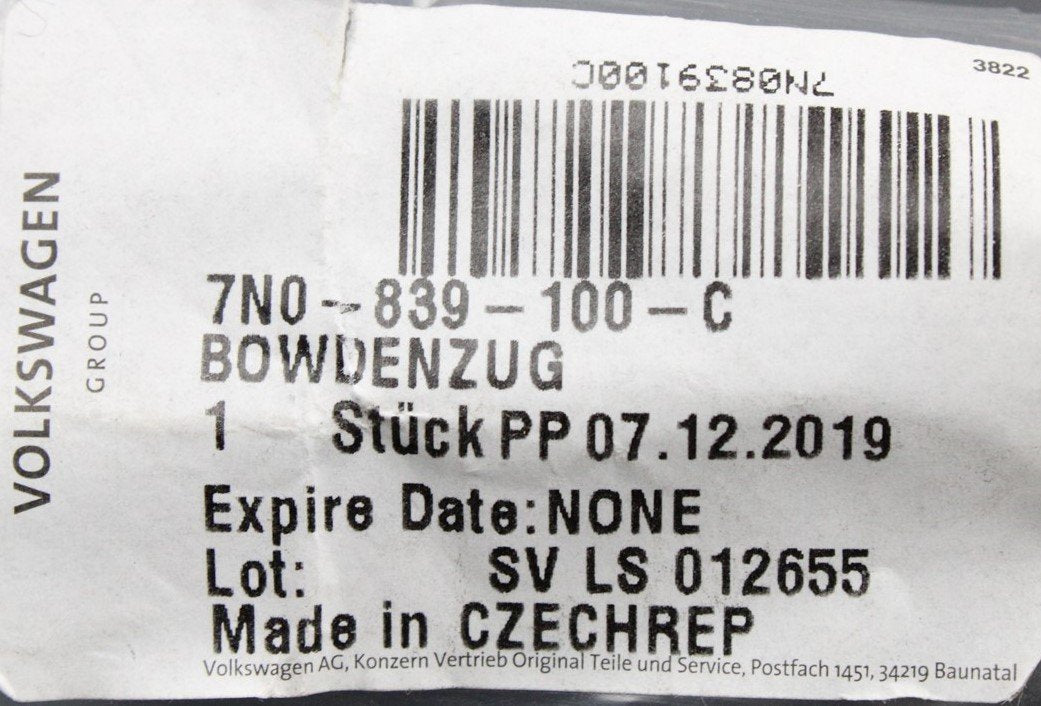 3822
7N0839100C
VOLKSWAGEN
GROUP
7N0-839-100-C
BOWDENZUG
1 Stück PP 07.12.2019
Expire Date:NONE
Lot: SV LS 012655
Made in CZECHREP
Volkswagen AG, Konzern Vertrieb Original Teile und Service, Postfach 1451, 34219 Baunatal